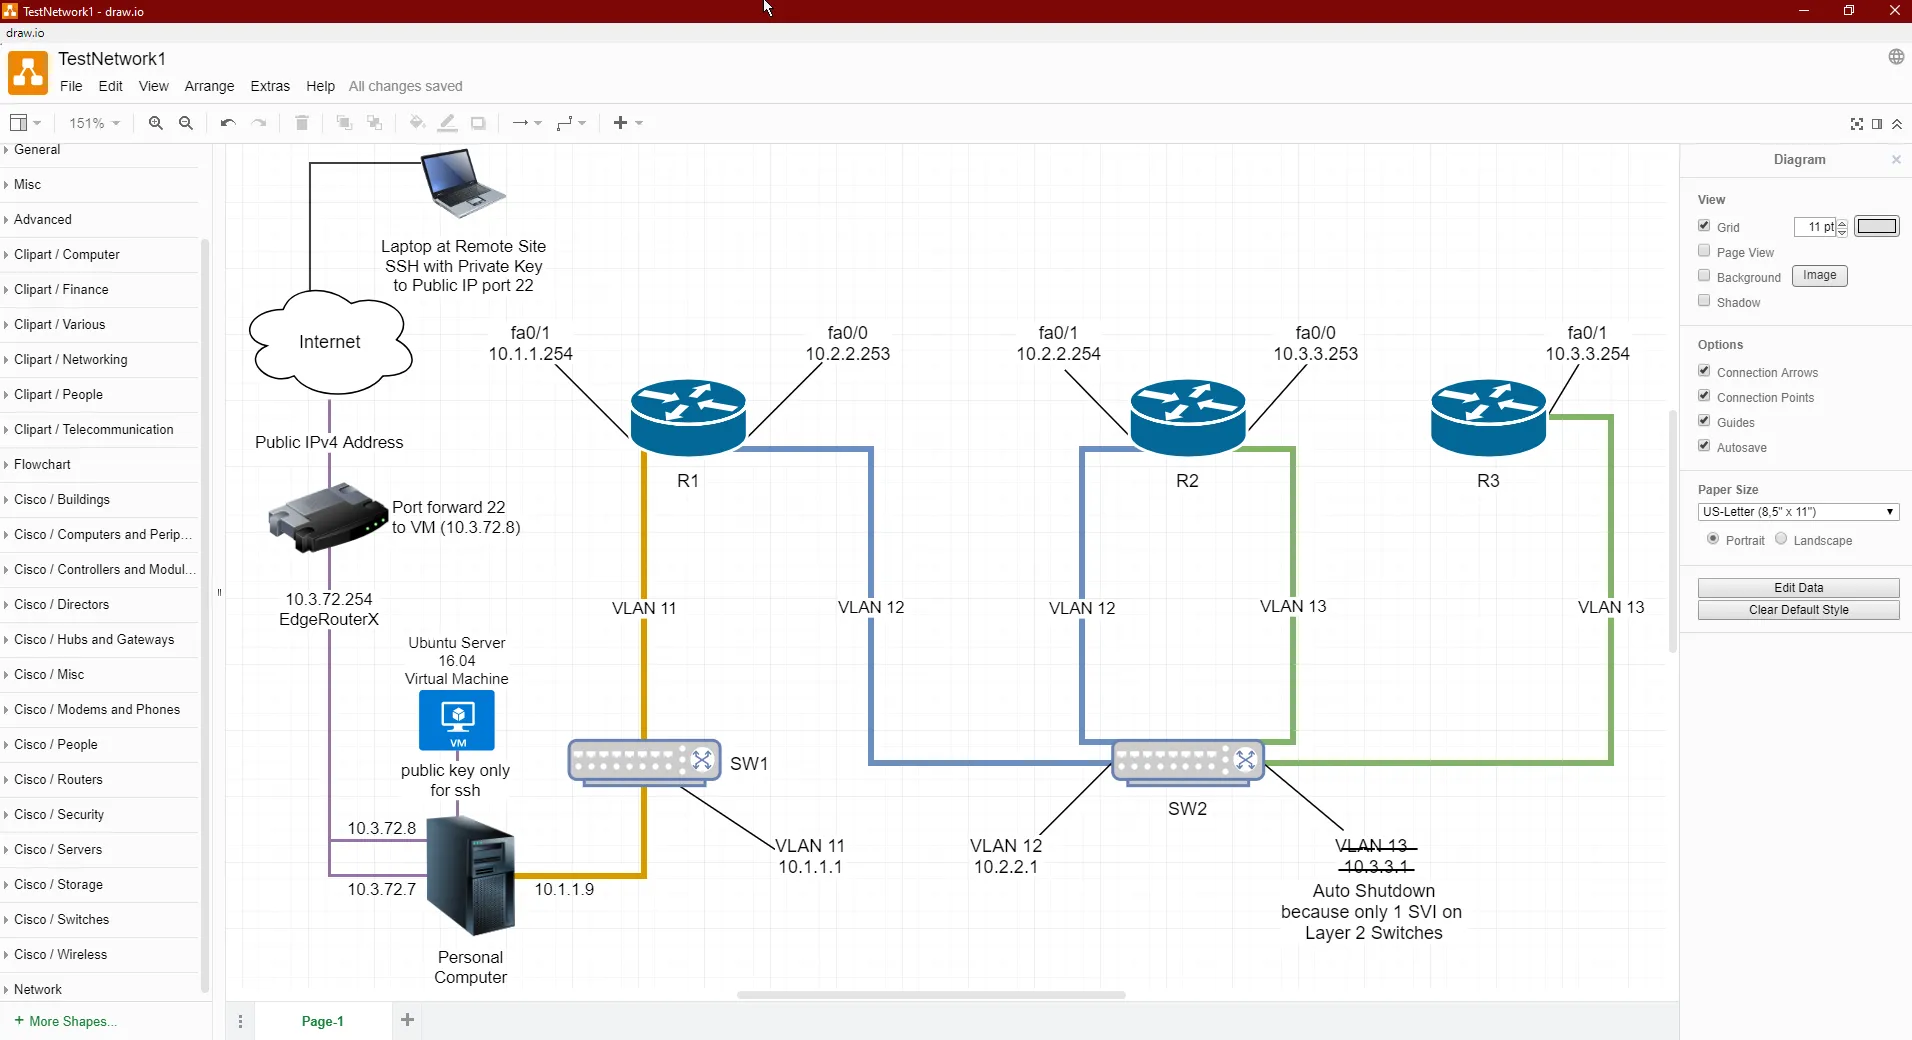 TestNetwork1 - draw.io
draw.io
TestNetwork1
File Edit View Arrange Extras Help All changes saved
151%
General
Misc
Advanced
Clipart / Computer
Clipart / Finance
Clipart / Various
Clipart / Networking
Clipart / People
Clipart / Telecommunication
Flowchart
Cisco / Buildings
Cisco / Computers and Perip...
Cisco / Controllers and Modul...
Cisco / Directors
Cisco / Hubs and Gateways
Cisco / Misc
Cisco / Modems and Phones
Cisco / People
Cisco / Routers
Cisco / Security
Cisco / Servers
Cisco / Storage
Cisco / Switches
Cisco / Wireless
Network
+ More Shapes...
Laptop at Remote Site
SSH with Private Key
to Public IP port 22
Internet
Public IPv4 Address
Port forward 22
to VM (10.3.72.8)
10.3.72.254
EdgeRouterX
Ubuntu Server
16.04
Virtual Machine
VM
public key only
for ssh
10.3.72.8
10.3.72.7
10.1.1.9
Personal
Computer
fa0/1
10.1.1.254
fa0/0
10.2.2.253
R1
VLAN 11
VLAN 12
SW1
VLAN 11
10.1.1.1
fa0/1
10.2.2.254
fa0/0
10.3.3.253
R2
VLAN 12
VLAN 13
SW2
VLAN 12
10.2.2.1
fa0/1
10.3.3.254
R3
VLAN 13
VLAN 13
10.3.3.1
Auto Shutdown
because only 1 SVI on
Layer 2 Switches
Page-1
Diagram
View
Grid 11 pt
Page View
Background Image
Shadow
Options
Connection Arrows
Connection Points
Guides
Autosave
Paper Size
US-Letter (8,5" x 11")
Portrait Landscape
Edit Data
Clear Default Style